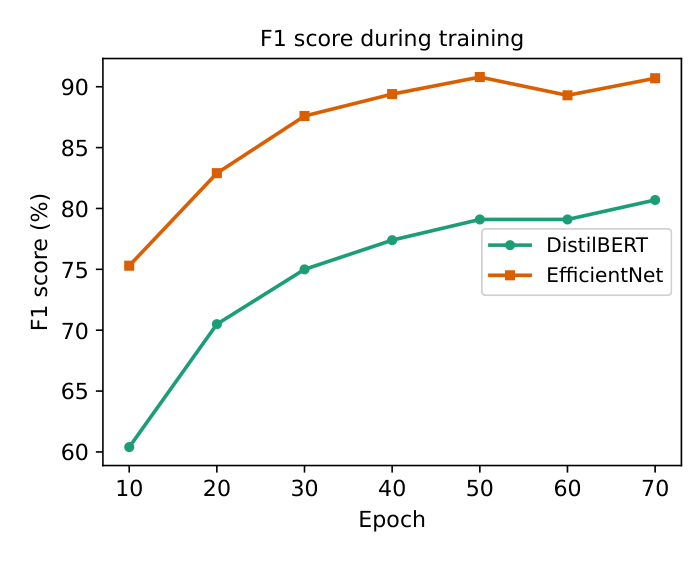 F1 score during training
90
85
80
75
70
65
60
F1 score (%)
DistilBERT
EfficientNet
10 20 30 40 50 60 70
Epoch